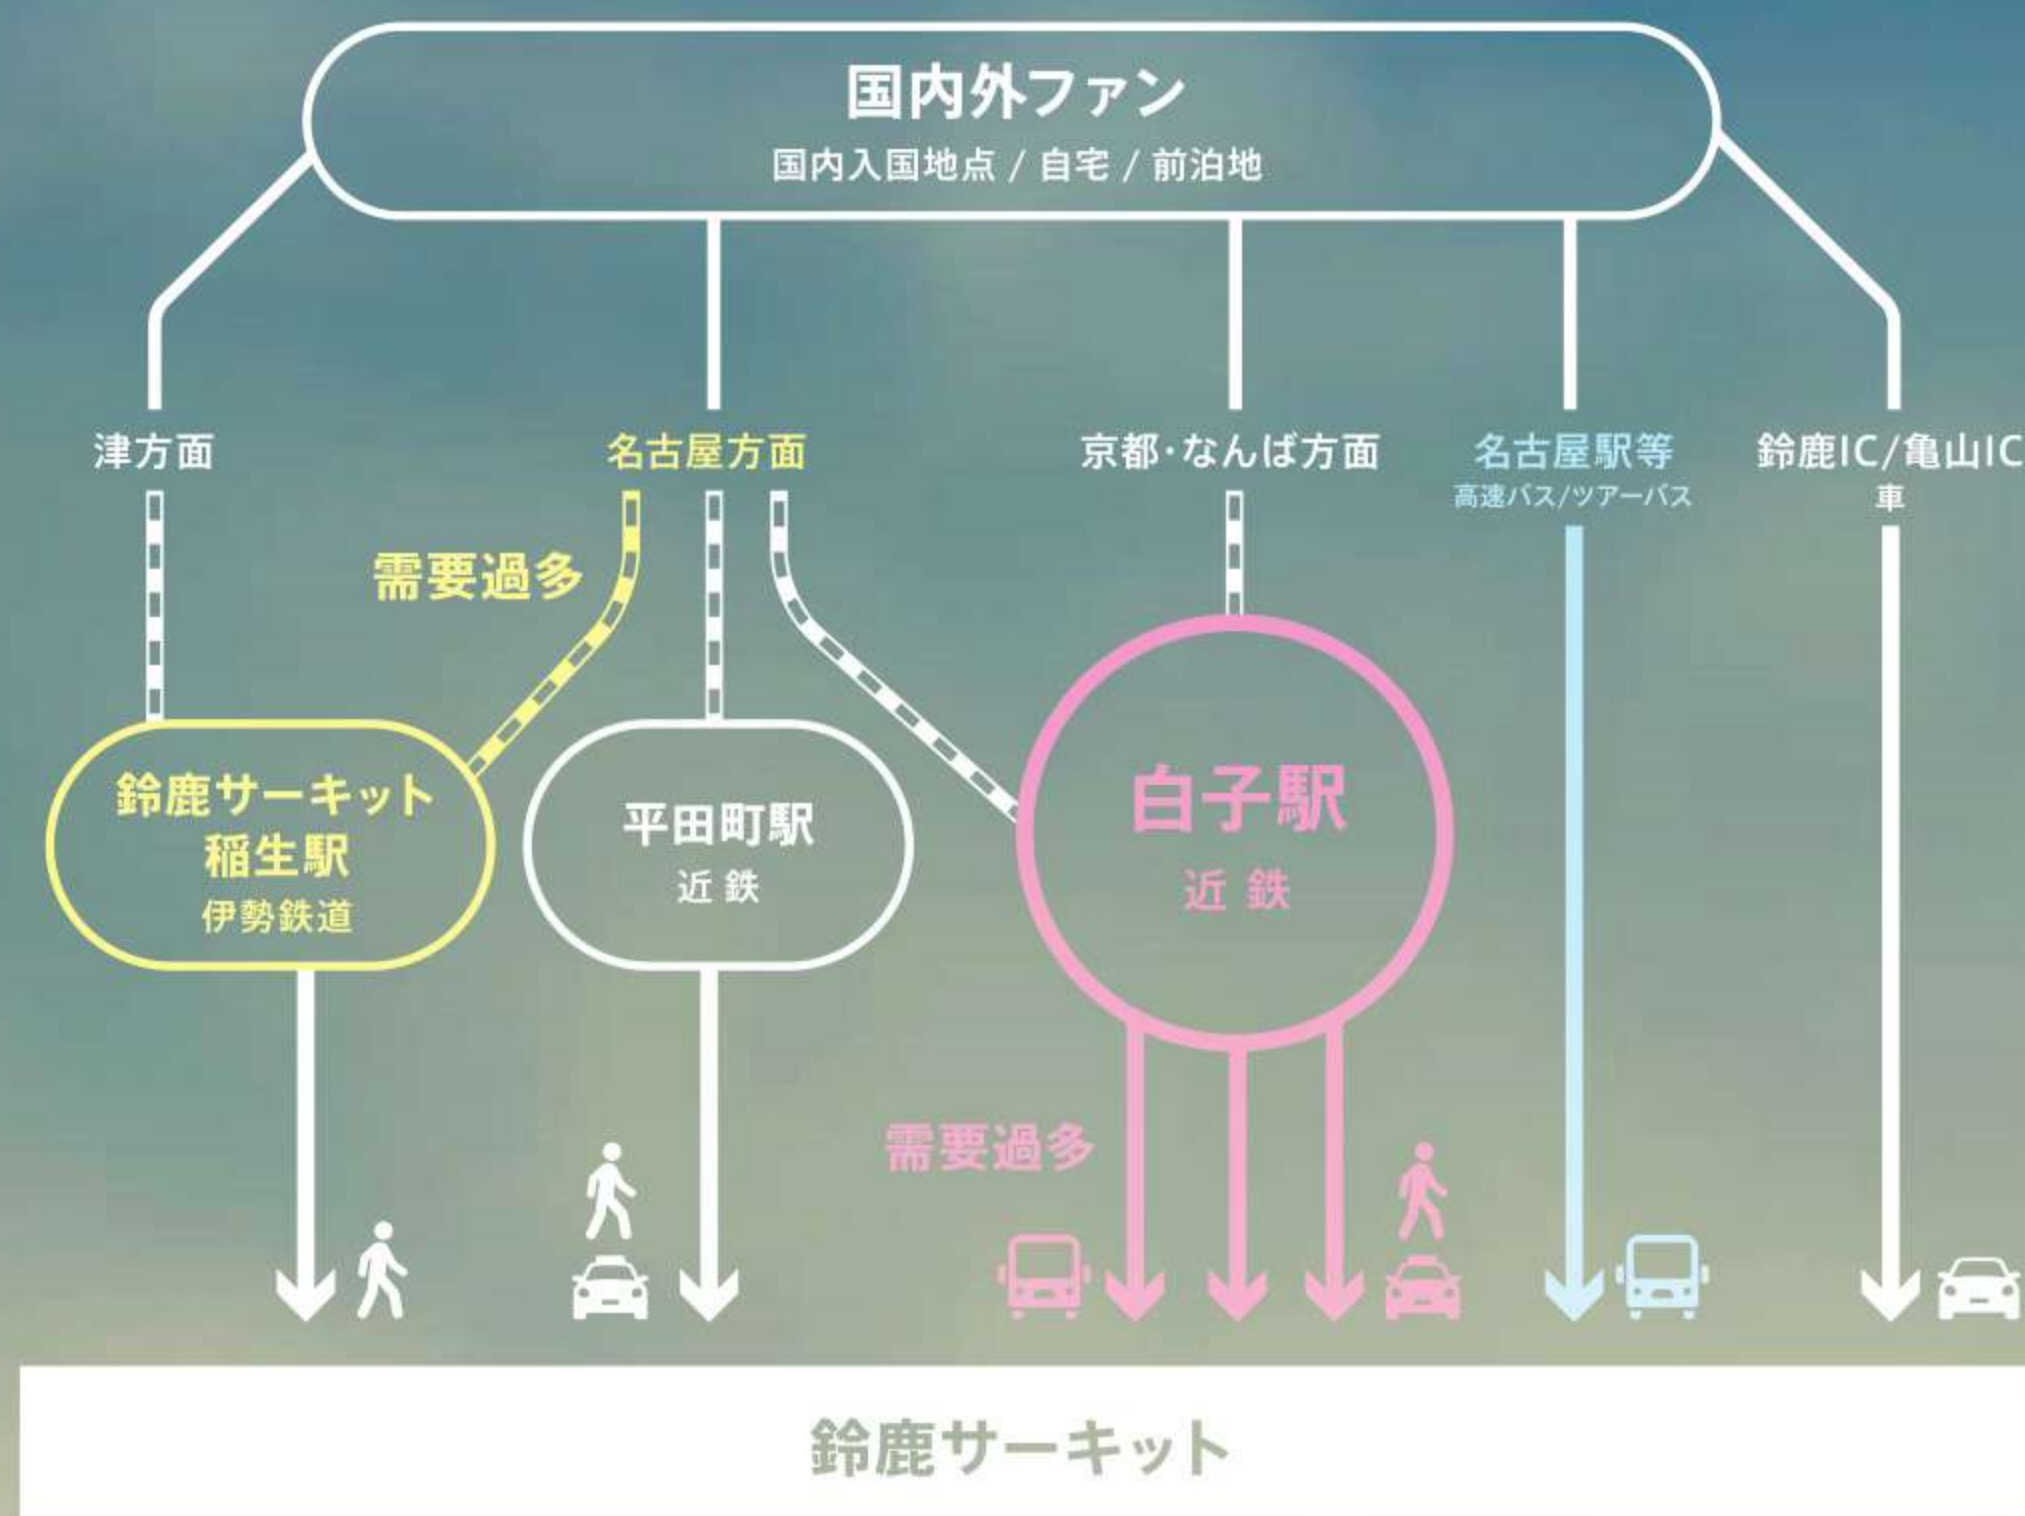 国内外ファン
国内入国地点 / 自宅 / 前泊地
津方面
名古屋方面
京都・なんば方面
名古屋駅等
高速バス/ツアーバス
鈴鹿IC/亀山IC
車
需要過多
鈴鹿サーキット
稲生駅
伊勢鉄道
平田町駅
近 鉄
白子駅
近 鉄
需要過多
鈴鹿サーキット